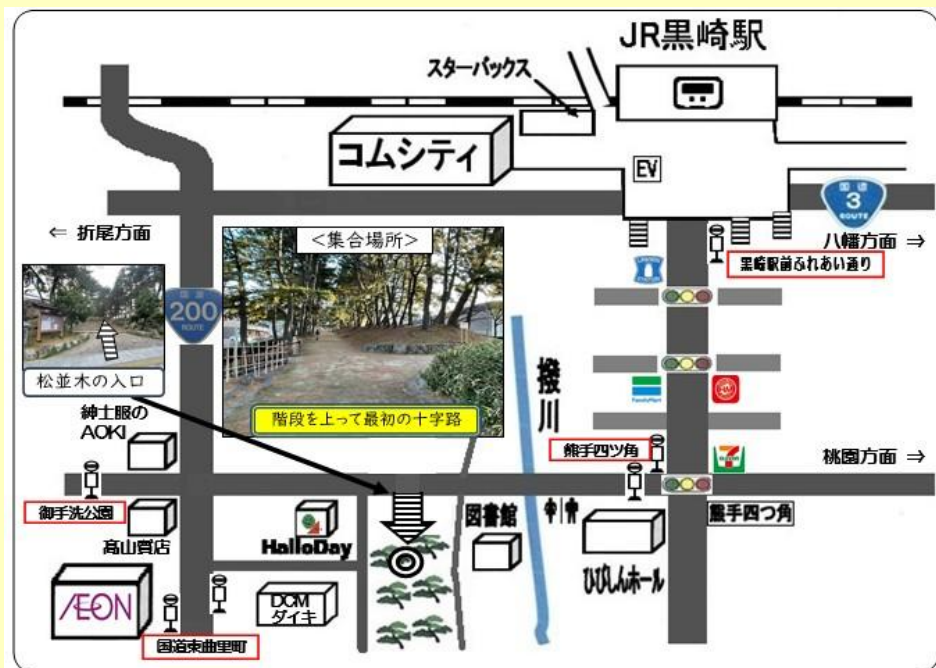 JR黒崎駅
スターバックス
コムシティ
EV
国道
3
ROUTE
⇐ 折尾方面
八幡方面 ⇒
黒崎駅前ふれあい通り
<集合場所>
階段を上って最初の十字路
松並木の入口
国道
200
ROUTE
撥川
FamilyMart
紳士服の
AOKI
熊手四ツ角
桃園方面 ⇒
御手洗公園
高山質店
HalloDay
図書館
熊手四つ角
ひびしんホール
ÆON
DCM
ダイキ
国道東曲里町